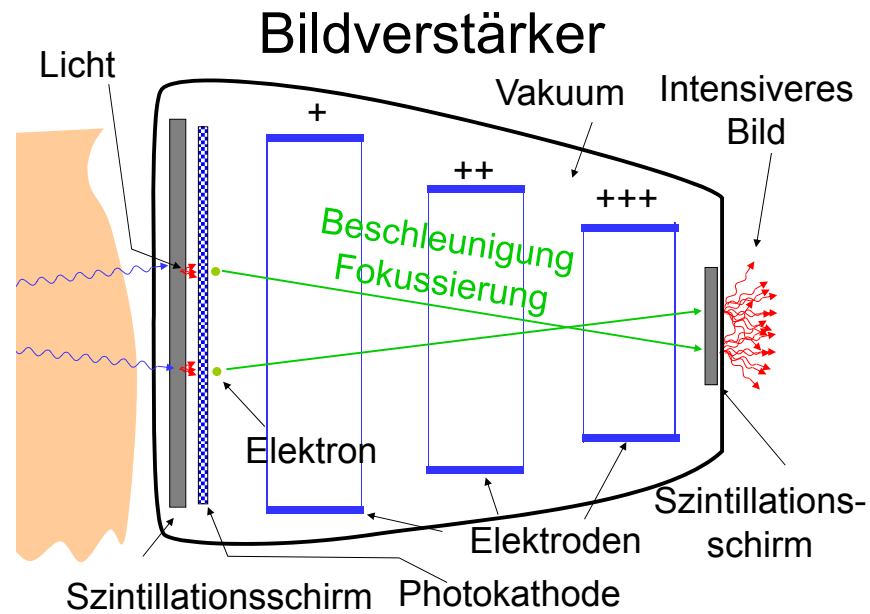 Bildverstärker
Licht
Vakuum
Intensiveres
Bild
+
++
+++
Beschleunigung
Fokussierung
Elektron
Elektroden
Szintillations-
schirm
Szintillationsschirm
Photokathode